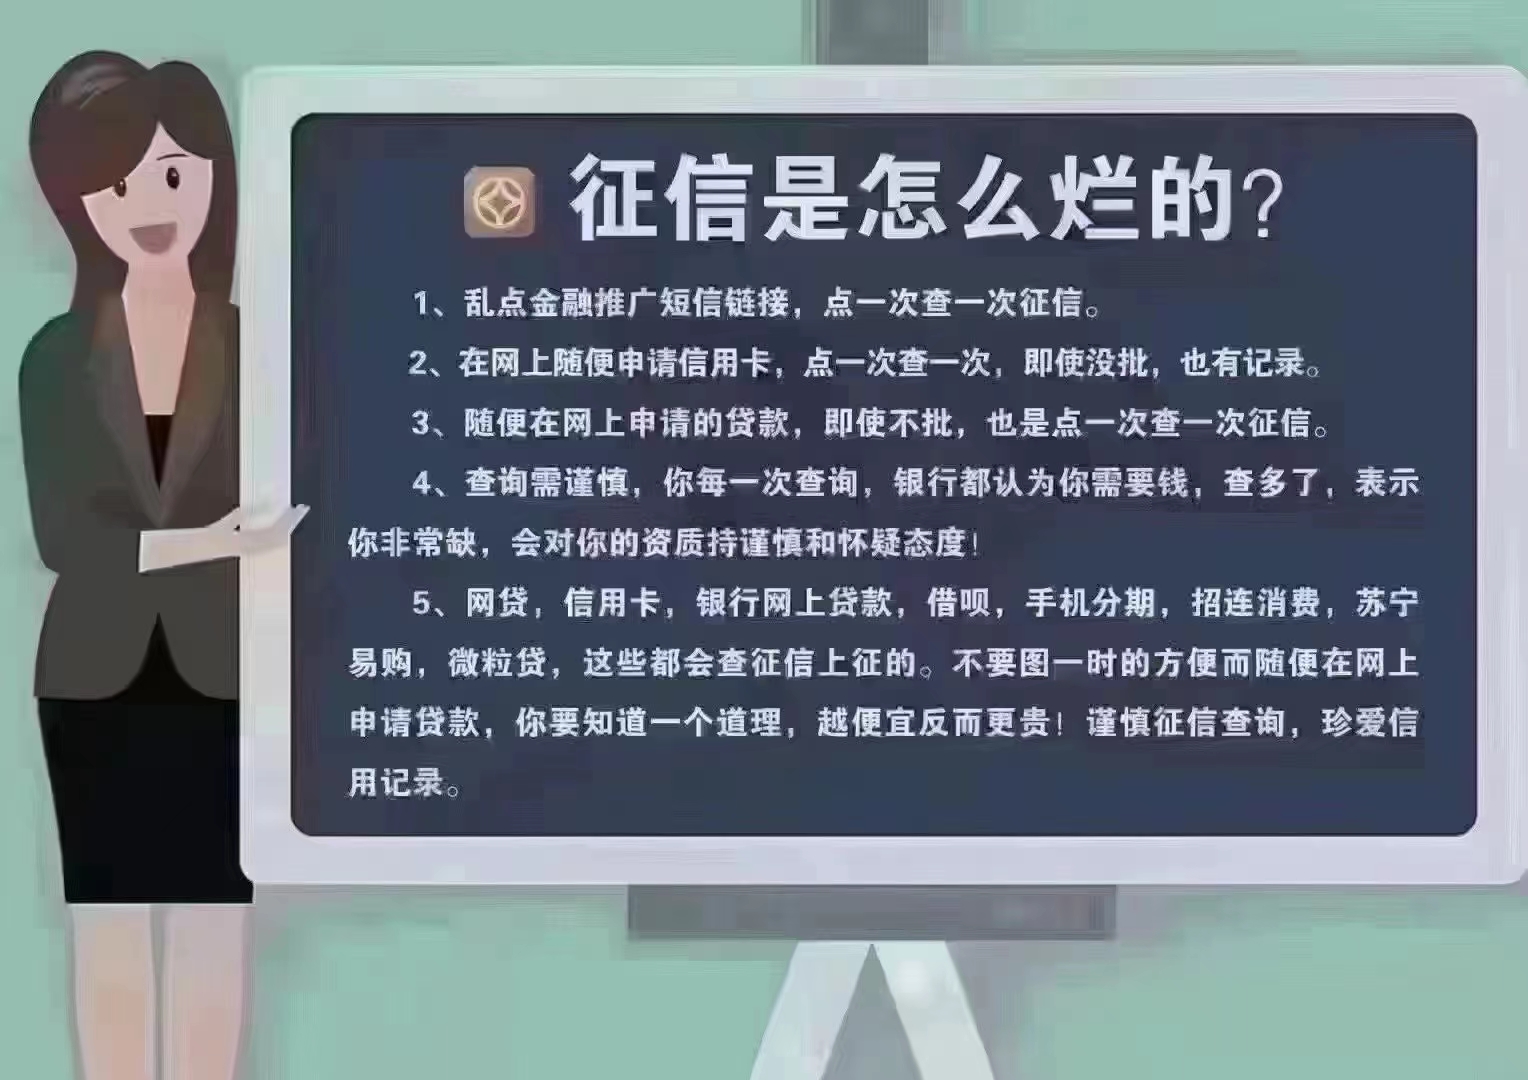 征信是怎么烂的?
1、乱点金融推广短信链接，点一次查一次征信。
2、在网上随便申请信用卡，点一次查一次，即使没批，也有记录。
3、随便在网上申请的贷款，即使不批，也是点一次查一次征信。
4、查询需谨慎，你每一次查询，银行都认为你需要钱，查多了，表示
你非常缺，会对你的资质持谨慎和怀疑态度！
5、网贷，信用卡，银行网上贷款，借呗，手机分期，招连消费，苏宁
易购，微粒贷，这些都会查征信上征的。不要图一时的方便而随便在网上
申请贷款，你要知道一个道理，越便宜反而更贵！谨慎征信查询，珍爱信
用记录。